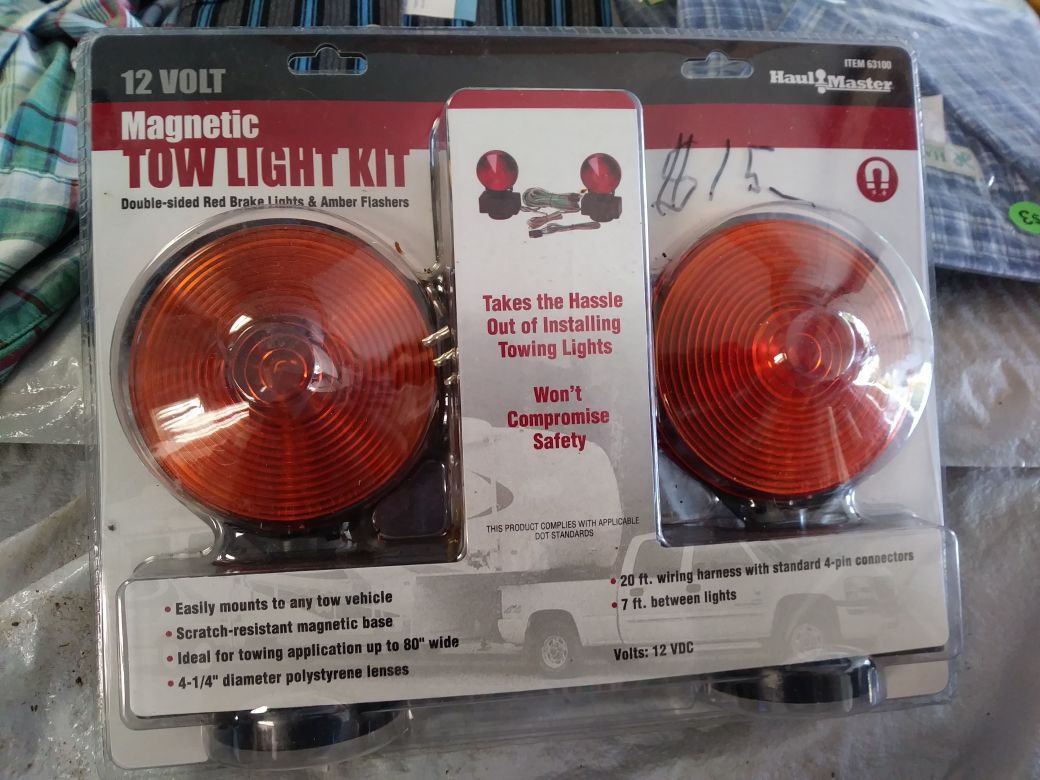 12 VOLT
ITEM 63100
Haul Master
Magnetic
TOW LIGHT KIT
Double-sided Red Brake Lights & Amber Flashers
$15
$3
Takes the Hassle
Out of Installing
Towing Lights
Won't
Compromise
Safety
THIS PRODUCT COMPLIES WITH APPLICABLE
DOT STANDARDS
• Easily mounts to any tow vehicle
• Scratch-resistant magnetic base
• Ideal for towing application up to 80" wide
• 4-1/4" diameter polystyrene lenses
• 20 ft. wiring harness with standard 4-pin connectors
• 7 ft. between lights
Volts: 12 VDC